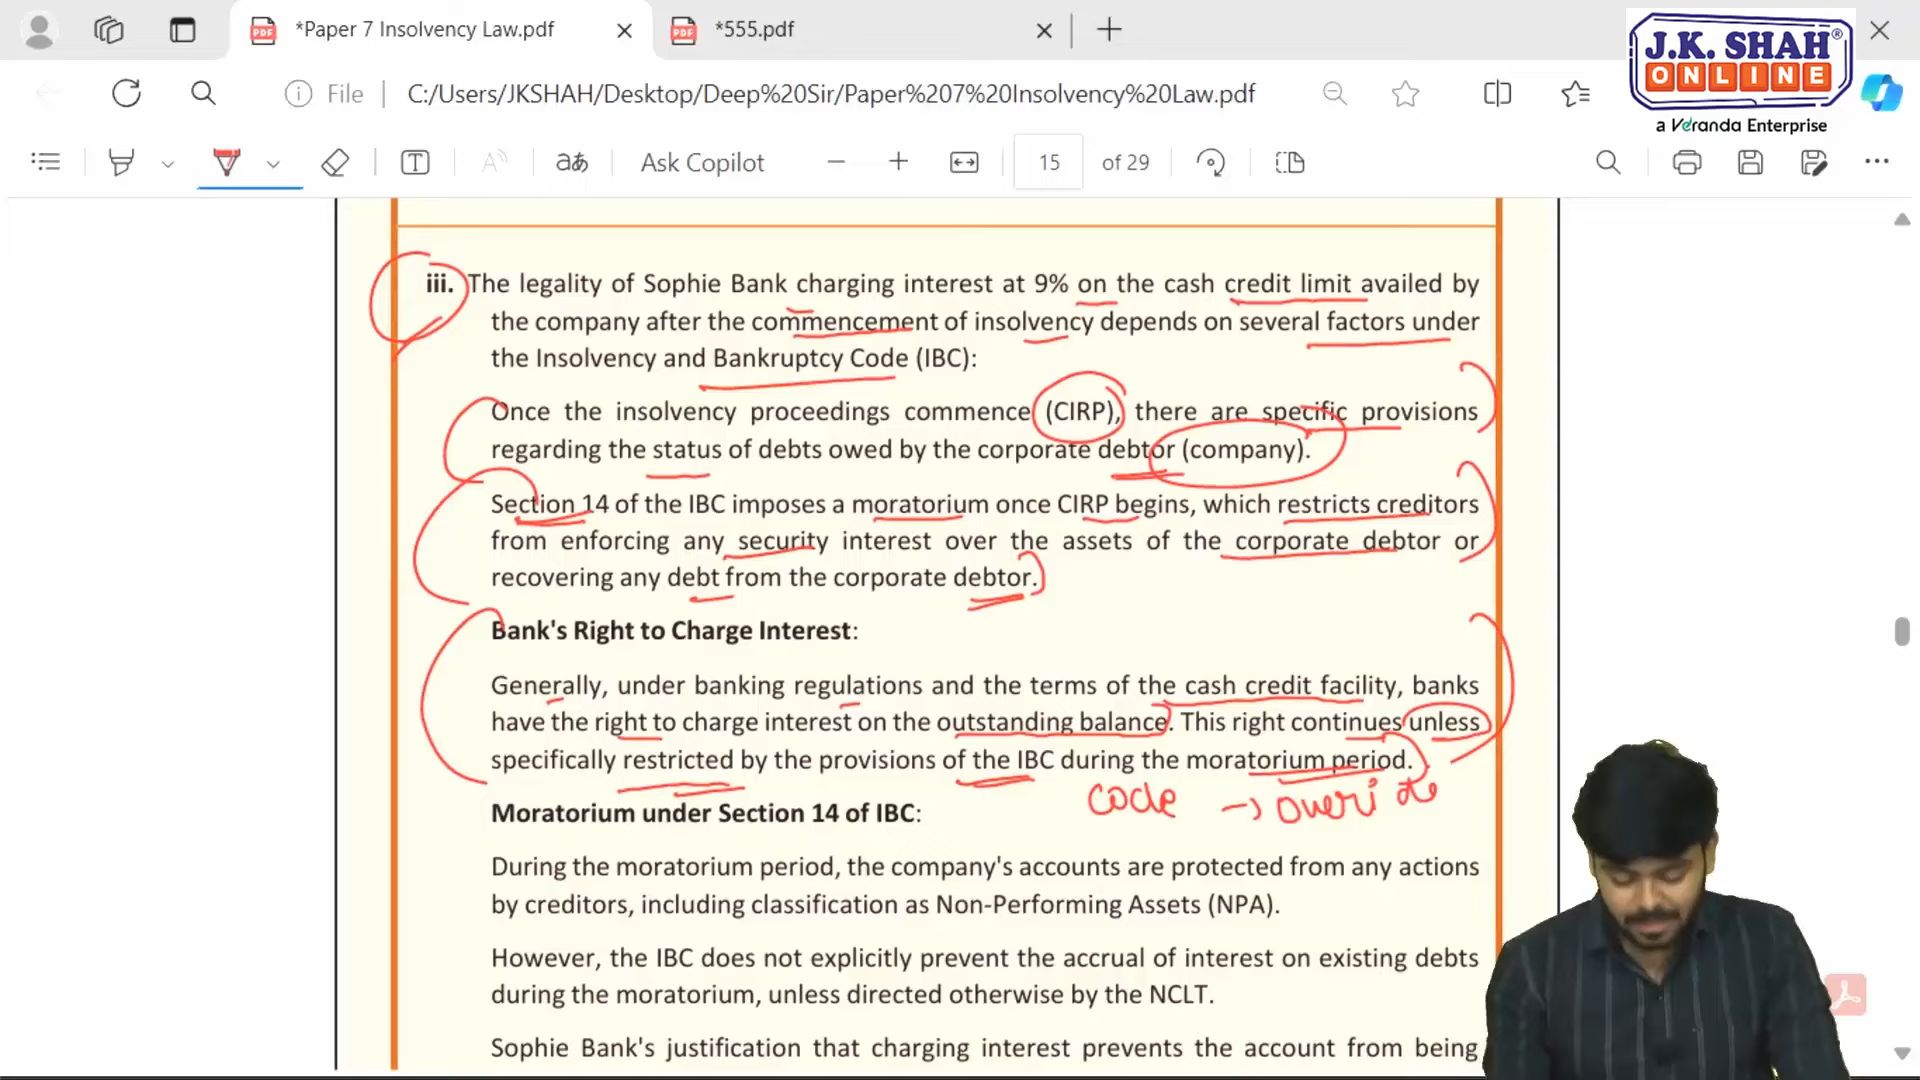 *Paper 7 Insolvency Law.pdf
*555.pdf
J.K. SHAH®
ONLINE
a Veranda Enterprise
File
C:/Users/JKSHAH/Desktop/Deep%20Sir/Paper%207%20Insolvency%20Law.pdf
Ask Copilot
15 of 29
iii. The legality of Sophie Bank charging interest at 9% on the cash credit limit availed by
the company after the commencement of insolvency depends on several factors under
the Insolvency and Bankruptcy Code (IBC):
Once the insolvency proceedings commence (CIRP), there are specific provisions
regarding the status of debts owed by the corporate debtor (company).
Section 14 of the IBC imposes a moratorium once CIRP begins, which restricts creditors
from enforcing any security interest over the assets of the corporate debtor or
recovering any debt from the corporate debtor.
Bank's Right to Charge Interest:
Generally, under banking regulations and the terms of the cash credit facility, banks
have the right to charge interest on the outstanding balance. This right continues unless
specifically restricted by the provisions of the IBC during the moratorium period.
Code → Overide
Moratorium under Section 14 of IBC:
During the moratorium period, the company's accounts are protected from any actions
by creditors, including classification as Non-Performing Assets (NPA).
However, the IBC does not explicitly prevent the accrual of interest on existing debts
during the moratorium, unless directed otherwise by the NCLT.
Sophie Bank's justification that charging interest prevents the account from being